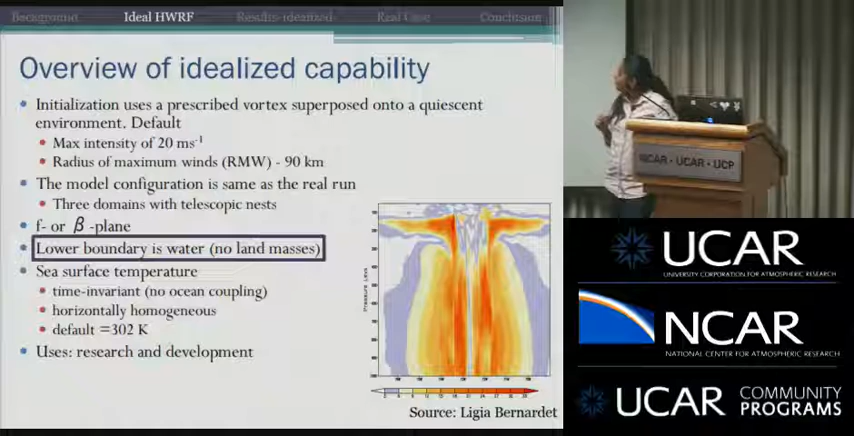 Background Ideal HWRF Results-idealized Real Case Conclusion
Overview of idealized capability
Initialization uses a prescribed vortex superposed onto a quiescent
environment. Default
Max intensity of 20 ms-1
Radius of maximum winds (RMW) - 90 km
The model configuration is same as the real run
Three domains with telescopic nests
f- or β -plane
Lower boundary is water (no land masses)
Sea surface temperature
time-invariant (no ocean coupling)
horizontally homogeneous
default =302 K
Uses: research and development
Source: Ligia Bernardet
NCAR · UCAR · UCP
UCAR
UNIVERSITY CORPORATION FOR ATMOSPHERIC RESEARCH
NCAR
NATIONAL CENTER FOR ATMOSPHERIC RESEARCH
UCAR COMMUNITY
PROGRAMS